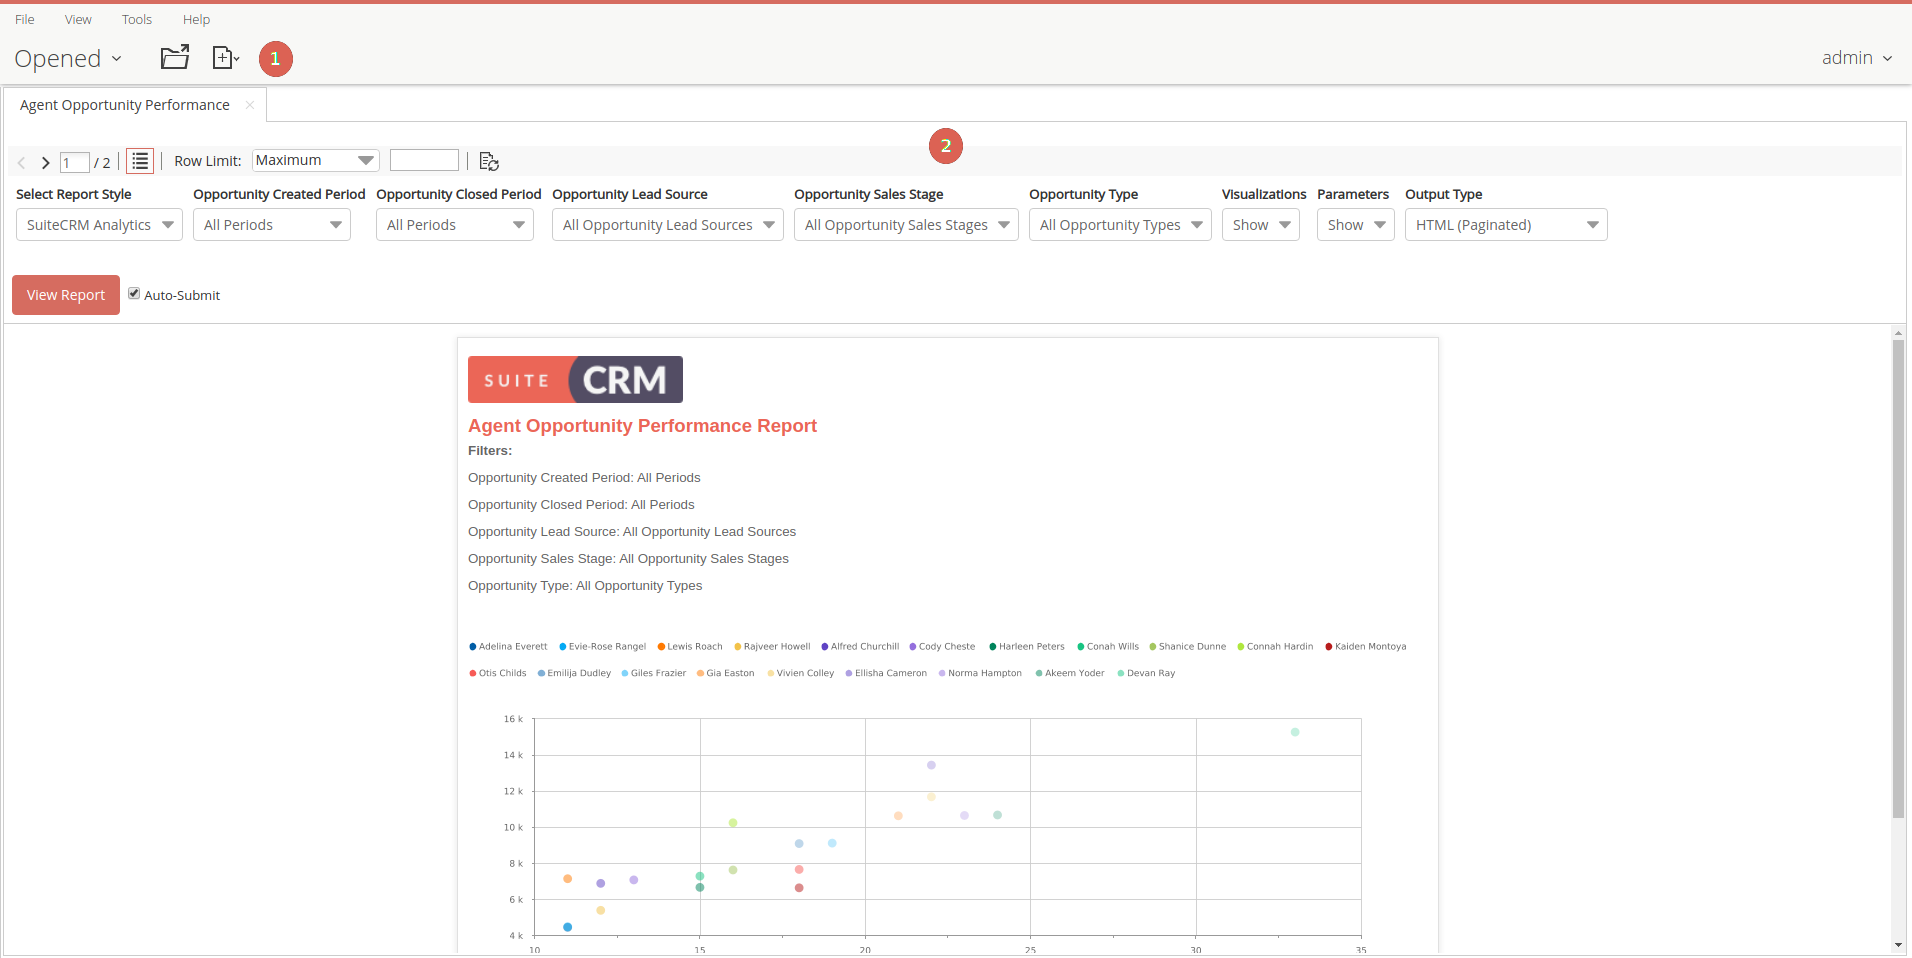 File View Tools Help
Opened 1 admin
Agent Opportunity Performance
2
1 / 2 Row Limit: Maximum
Select Report Style Opportunity Created Period Opportunity Closed Period Opportunity Lead Source Opportunity Sales Stage Opportunity Type Visualizations Parameters Output Type
SuiteCRM Analytics All Periods All Periods All Opportunity Lead Sources All Opportunity Sales Stages All Opportunity Types Show Show HTML (Paginated)
View Report Auto-Submit
SUITE CRM
Agent Opportunity Performance Report
Filters:
Opportunity Created Period: All Periods
Opportunity Closed Period: All Periods
Opportunity Lead Source: All Opportunity Lead Sources
Opportunity Sales Stage: All Opportunity Sales Stages
Opportunity Type: All Opportunity Types
Adelina Everett Evie-Rose Rangel Lewis Roach Rajveer Howell Alfred Churchill Cody Cheste Harleen Peters Conah Wills Shanice Dunne Connah Hardin Kaiden Montoya
Otis Childs Emilija Dudley Giles Frazier Gia Easton Vivien Colley Ellisha Cameron Norma Hampton Akeem Yoder Devan Ray
16 k
14 k
12 k
10 k
8 k
6 k
4 k
10 15 20 25 30 35